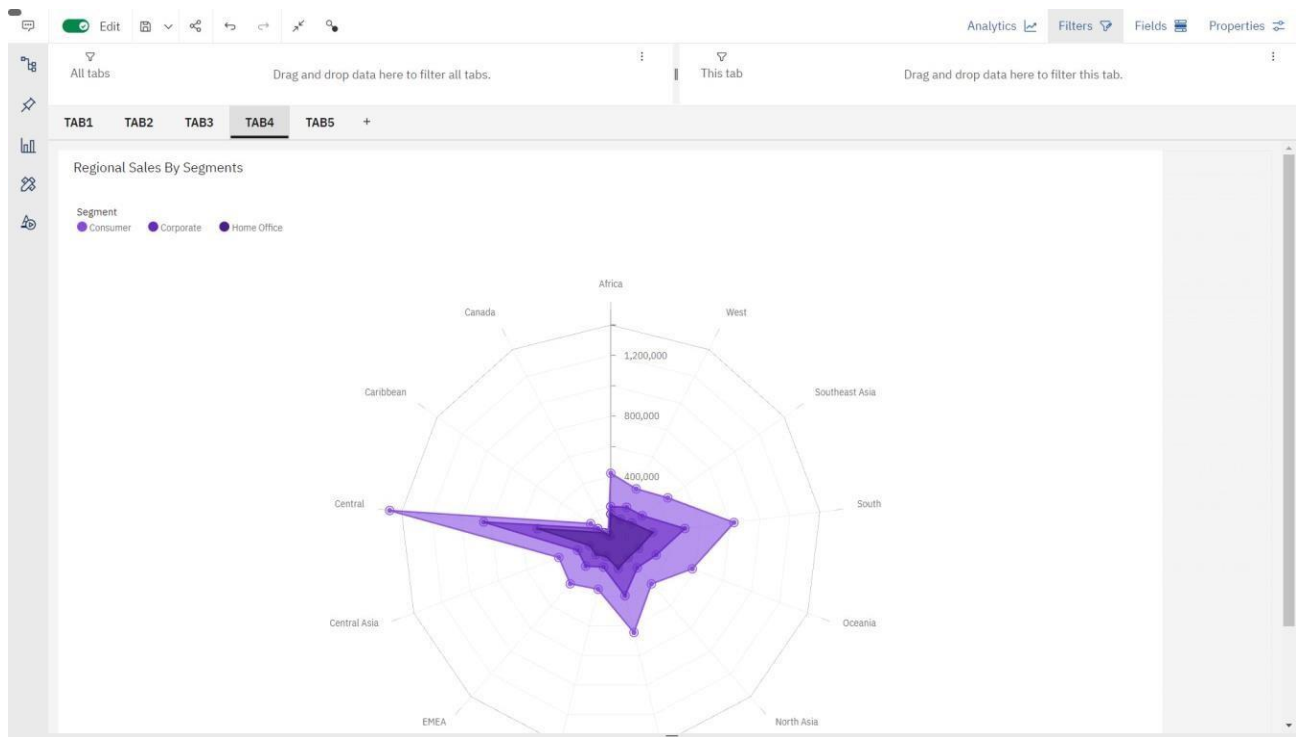 Edit
Analytics
Filters
Fields
Properties
All tabs
Drag and drop data here to filter all tabs.
This tab
Drag and drop data here to filter this tab.
TAB1 TAB2 TAB3 TAB4 TAB5 +
Regional Sales By Segments
Segment
Consumer Corporate Home Office
Africa
Canada
West
1,200,000
Caribbean
Southeast Asia
800,000
400,000
Central
South
Central Asia
Oceania
EMEA
North Asia